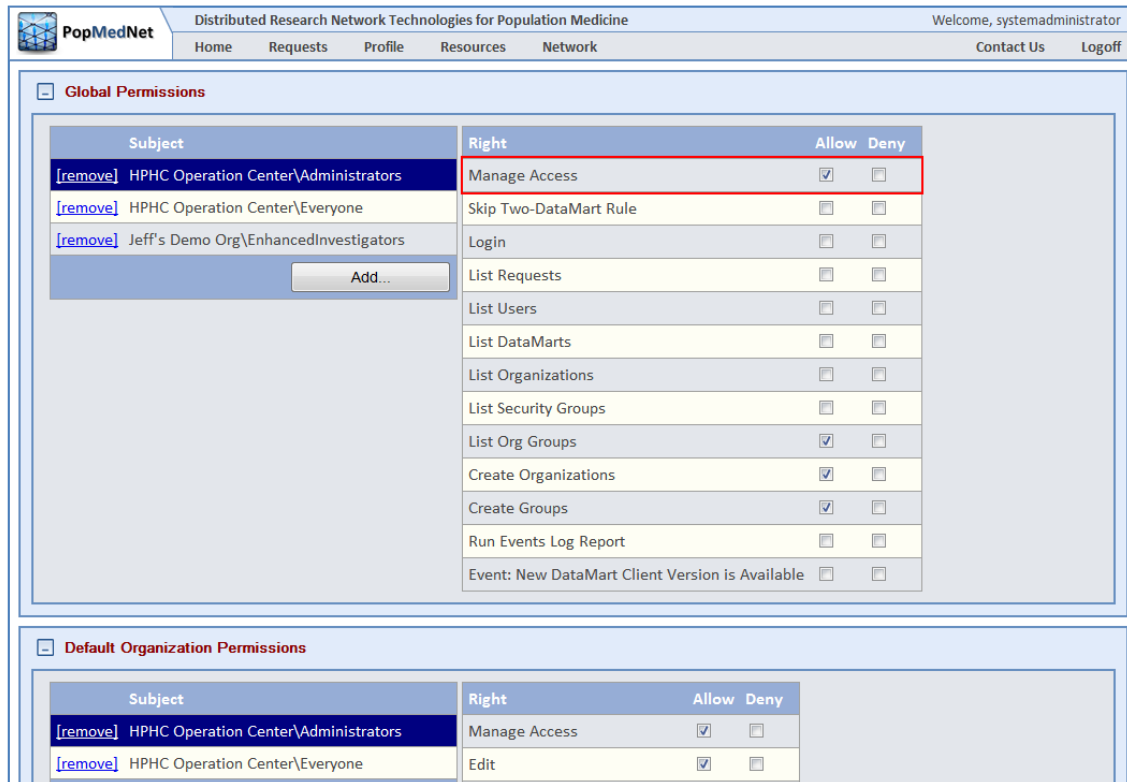 PopMedNet
Distributed Research Network Technologies for Population Medicine
Welcome, systemadministrator
Home Requests Profile Resources Network Contact Us Logoff
Global Permissions
Subject
[remove] HPHC Operation Center\Administrators
[remove] HPHC Operation Center\Everyone
[remove] Jeff's Demo Org\EnhancedInvestigators
Add...
Right Allow Deny
Manage Access
Skip Two-DataMart Rule
Login
List Requests
List Users
List DataMarts
List Organizations
List Security Groups
List Org Groups
Create Organizations
Create Groups
Run Events Log Report
Event: New DataMart Client Version is Available
Default Organization Permissions
Subject
[remove] HPHC Operation Center\Administrators
[remove] HPHC Operation Center\Everyone
Right Allow Deny
Manage Access
Edit